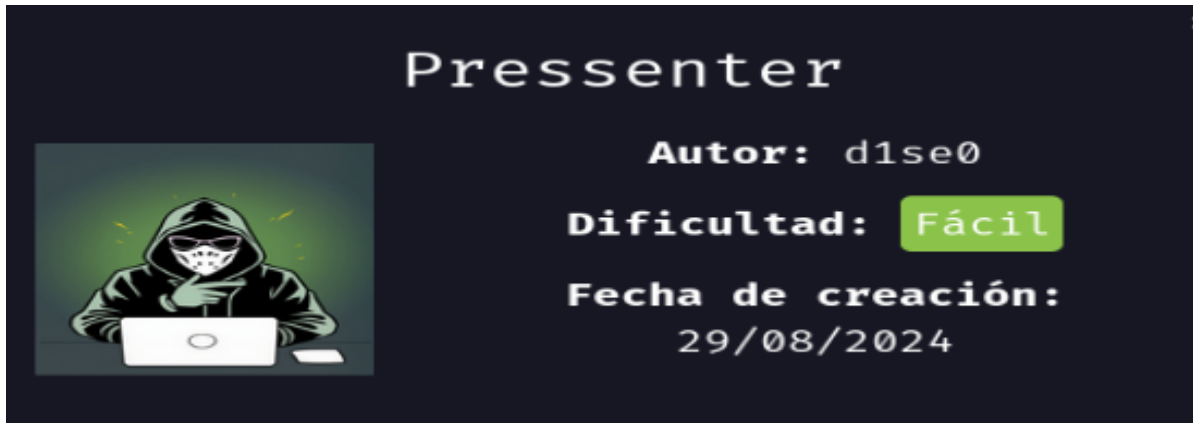 Pressenter
Autor: d1se0
Dificultad: Fácil
Fecha de creación:
29/08/2024